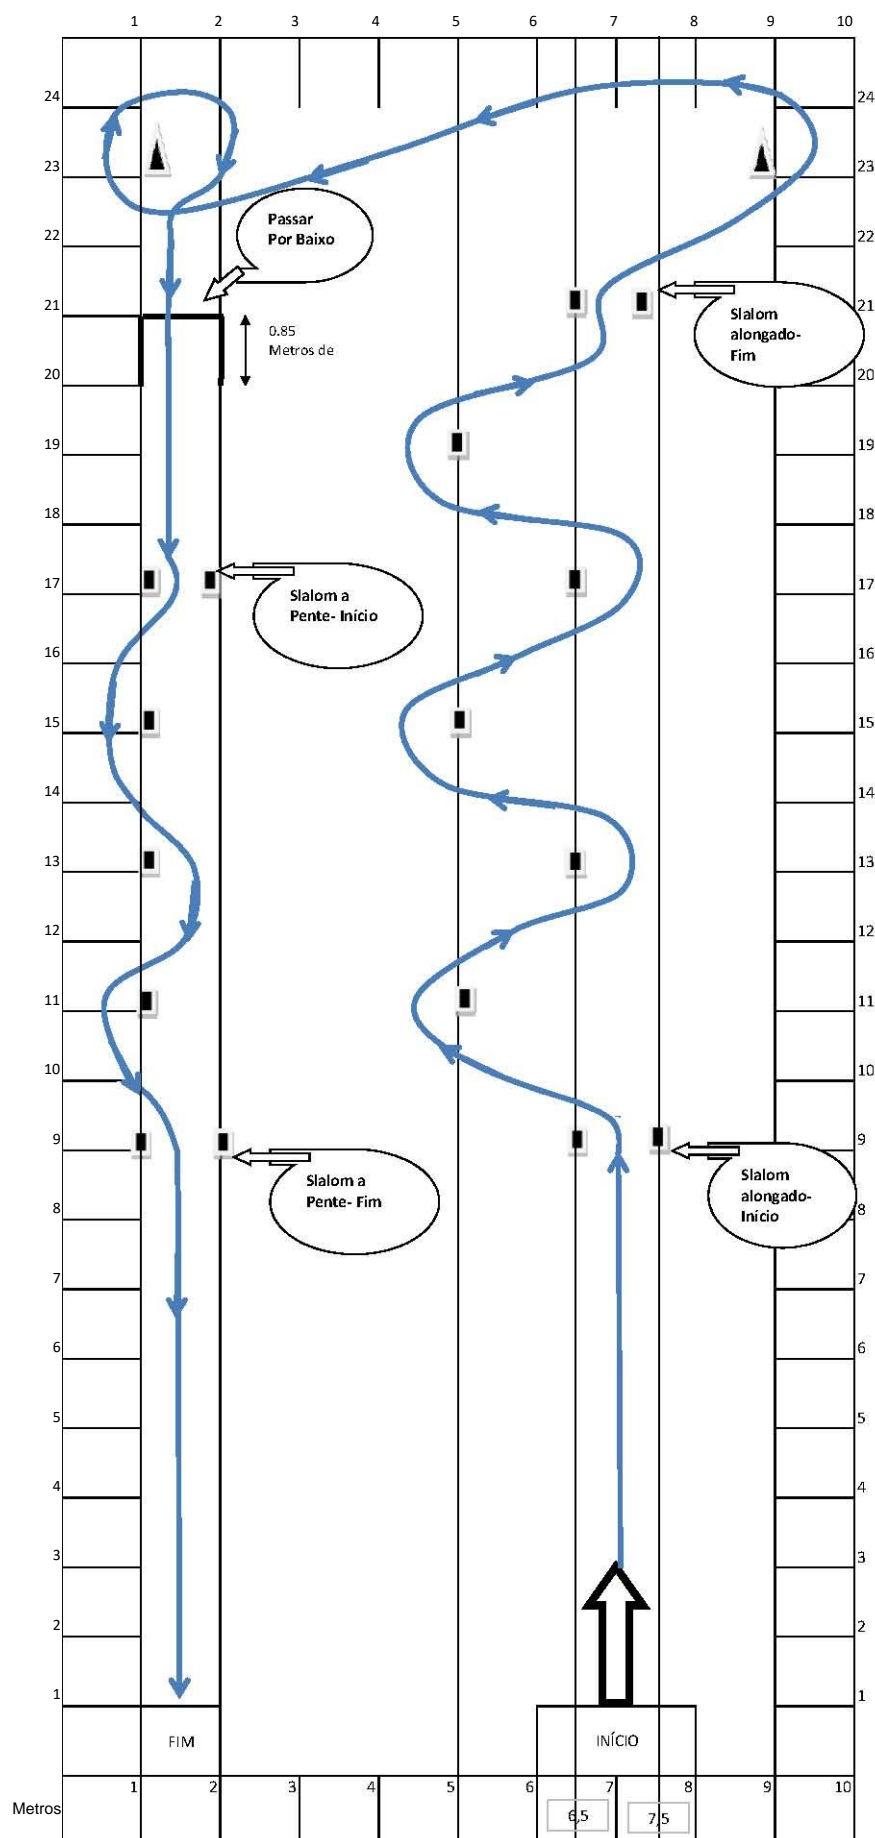 1 2 3 4 5 6 7 8 9 10
24 24
23 23
Passar
Por Baixo
22 22
21 21
Slalom
alongado-
Fim
0.85
Metros de
20 20
19 19
18 18
17 17
Slalom a
Pente- Início
16 16
15 15
14 14
13 13
12 12
11 11
10 10
9 9
Slalom a
Pente- Fim
Slalom
alongado-
Início
8 8
7 7
6 6
5 5
4 4
3 3
2 2
1 1
FIM INÍCIO
1 2 3 4 5 6 7 8 9 10
Metros 6,5 7,5